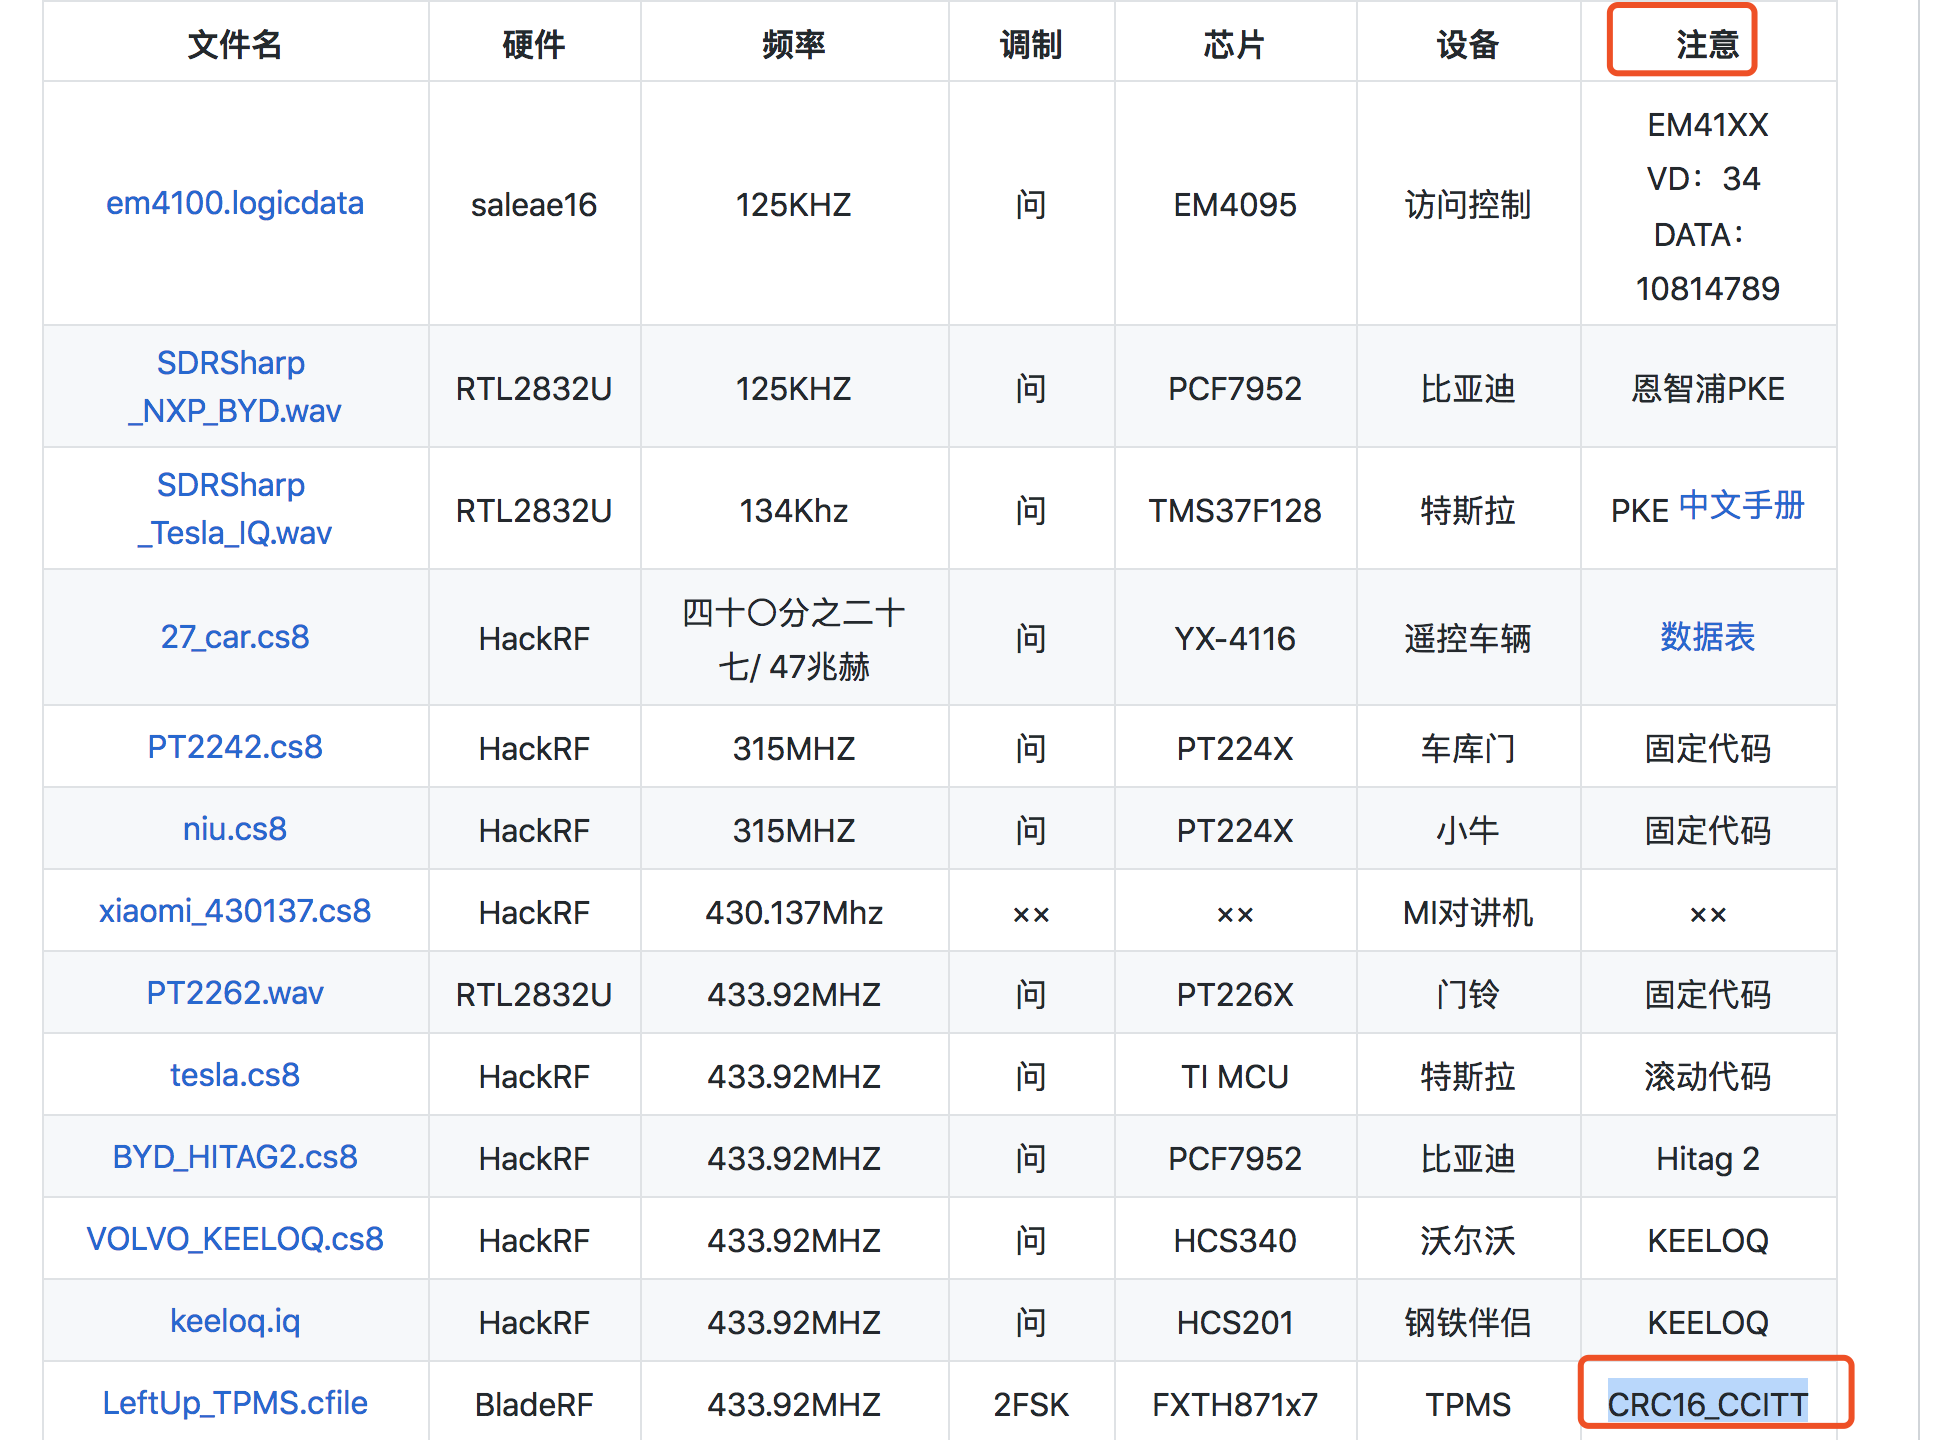 文件名 硬件 频率 调制 芯片 设备 注意
em4100.logicdata saleae16 125KHZ 问 EM4095 访问控制 EM41XX
VD：34
DATA：
10814789
SDRSharp
_NXP_BYD.wav RTL2832U 125KHZ 问 PCF7952 比亚迪 恩智浦PKE
SDRSharp
_Tesla_IQ.wav RTL2832U 134Khz 问 TMS37F128 特斯拉 PKE 中文手册
27_car.cs8 HackRF 四十〇分之二十
七/ 47兆赫 问 YX-4116 遥控车辆 数据表
PT2242.cs8 HackRF 315MHZ 问 PT224X 车库门 固定代码
niu.cs8 HackRF 315MHZ 问 PT224X 小牛 固定代码
xiaomi_430137.cs8 HackRF 430.137Mhz ×× ×× MI对讲机 ××
PT2262.wav RTL2832U 433.92MHZ 问 PT226X 门铃 固定代码
tesla.cs8 HackRF 433.92MHZ 问 TI MCU 特斯拉 滚动代码
BYD_HITAG2.cs8 HackRF 433.92MHZ 问 PCF7952 比亚迪 Hitag 2
VOLVO_KEELOQ.cs8 HackRF 433.92MHZ 问 HCS340 沃尔沃 KEELOQ
keeloq.iq HackRF 433.92MHZ 问 HCS201 钢铁伴侣 KEELOQ
LeftUp_TPMS.cfile BladeRF 433.92MHZ 2FSK FXTH871x7 TPMS CRC16_CCITT